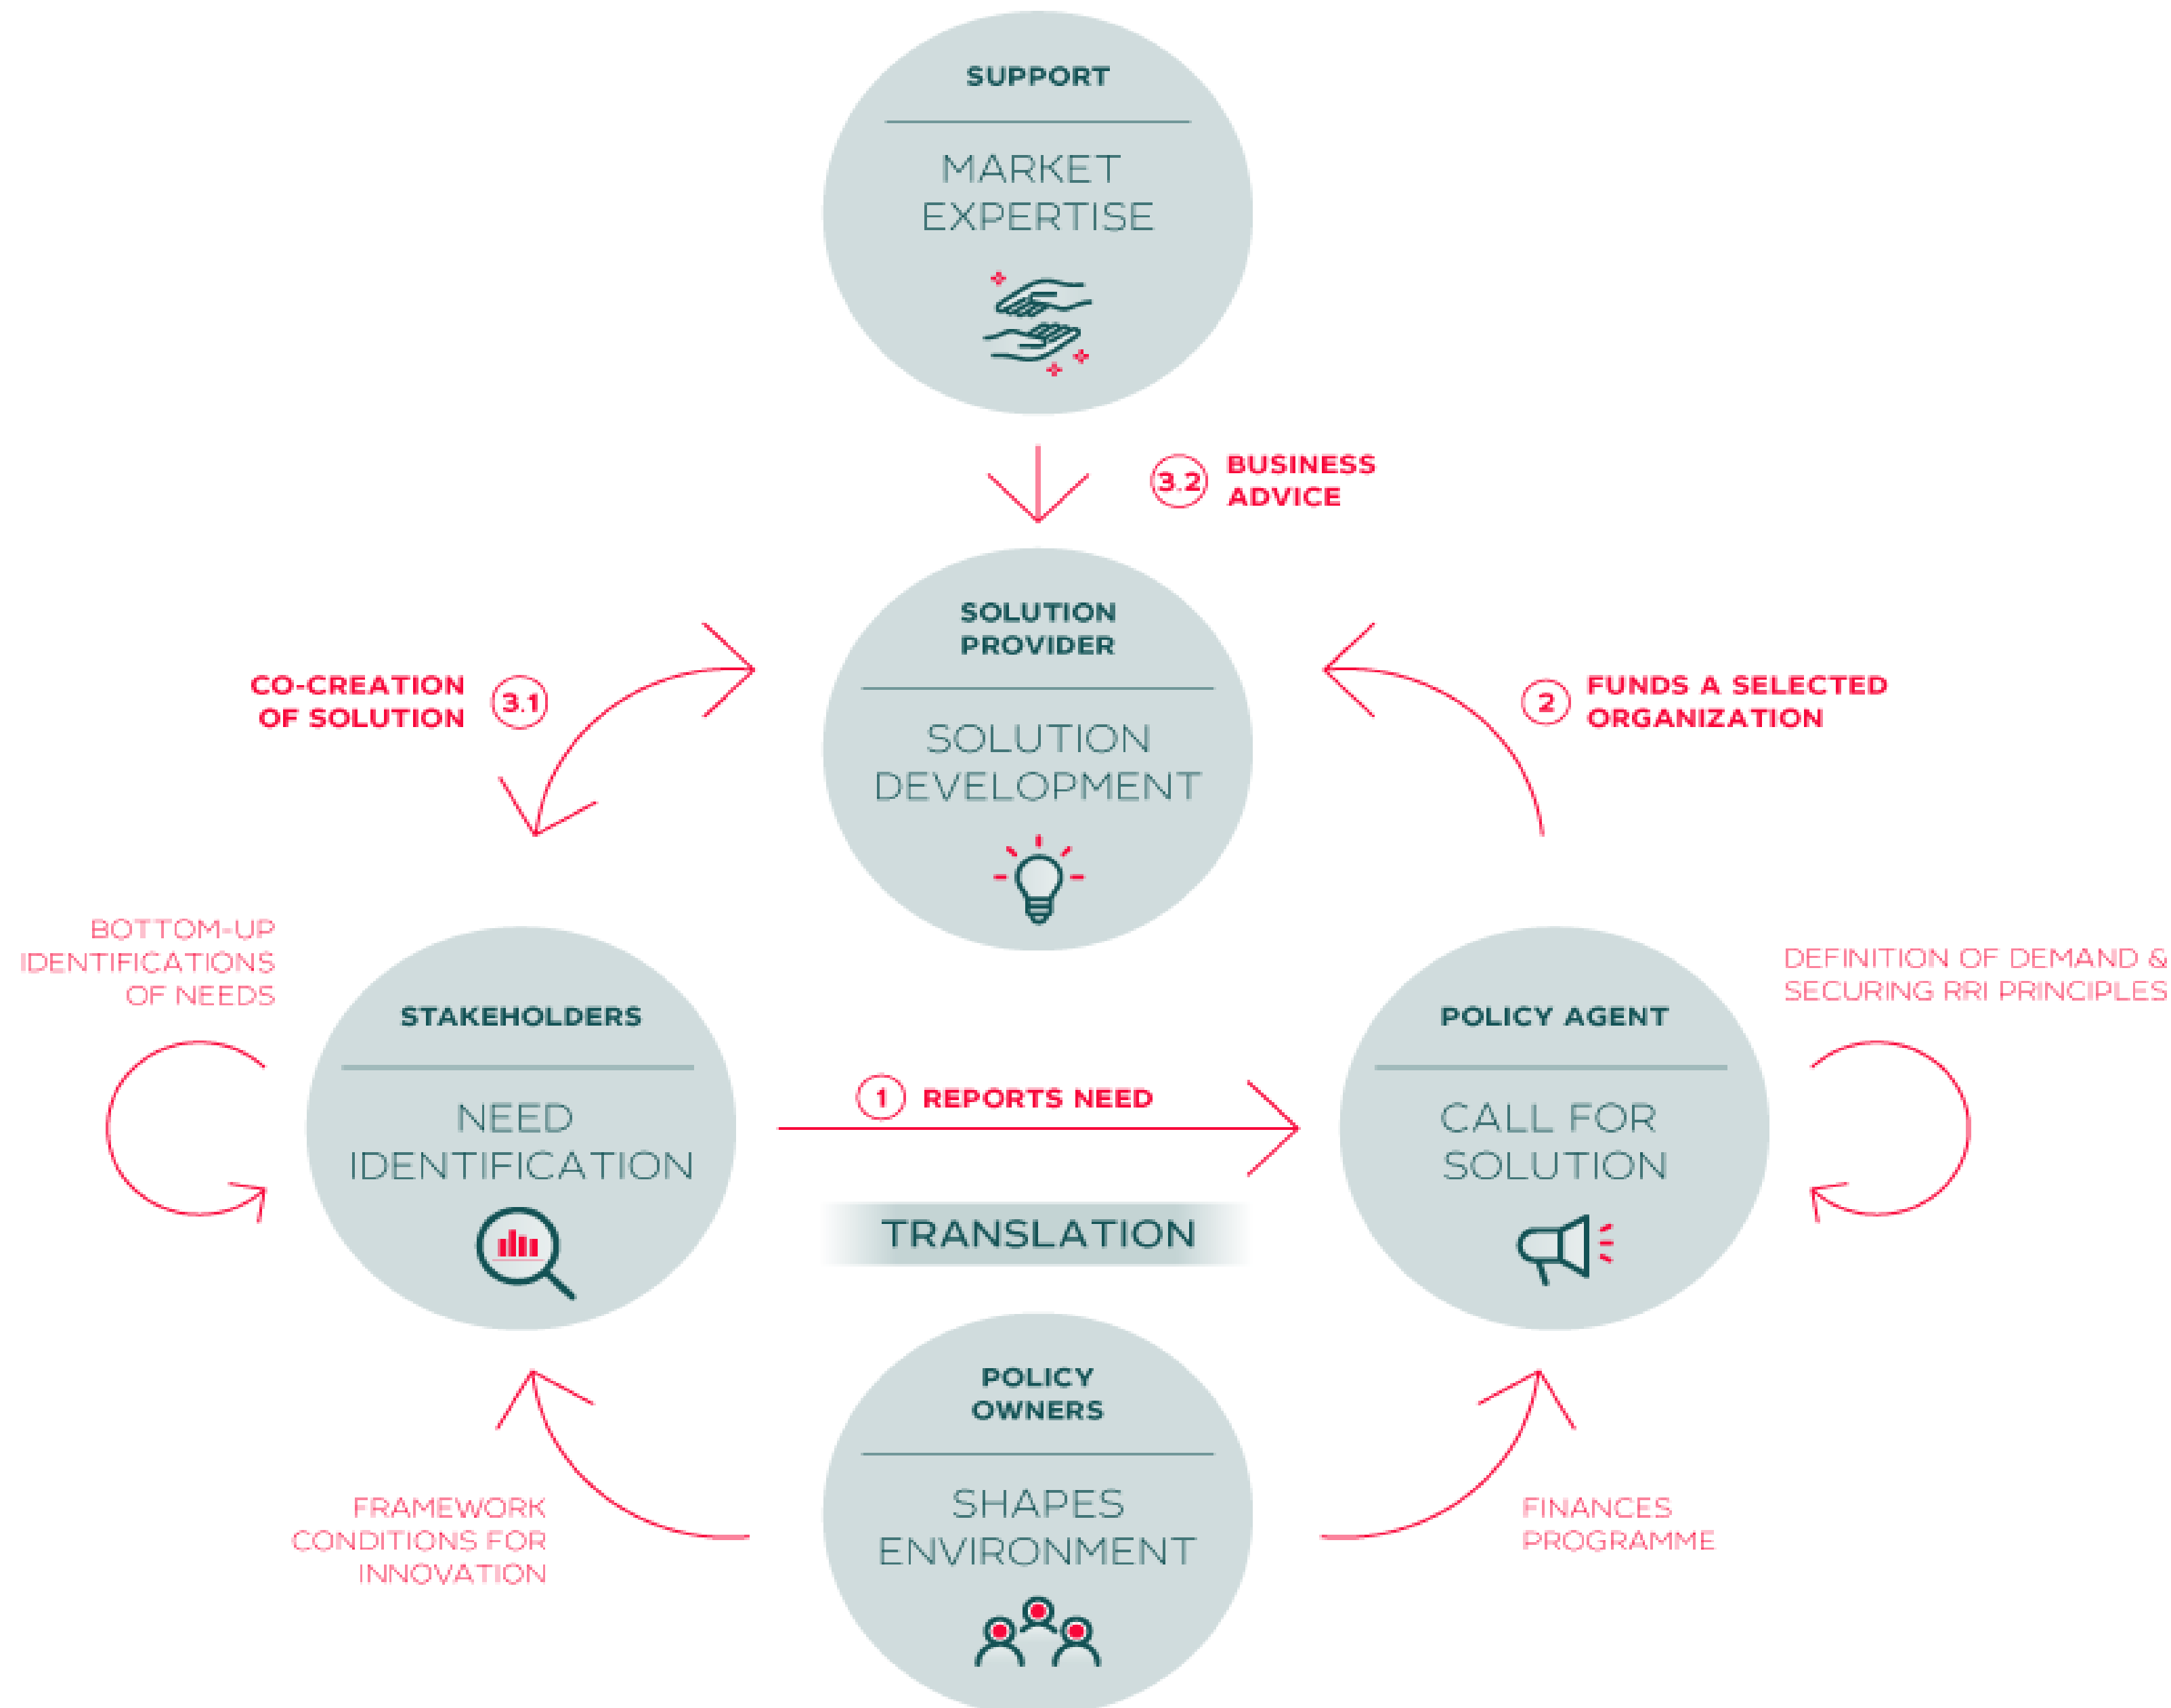 SUPPORT
MARKET
EXPERTISE
3.2
BUSINESS
ADVICE
SOLUTION
PROVIDER
SOLUTION
DEVELOPMENT
CO-CREATION
OF SOLUTION
3.1
2
FUNDS A SELECTED
ORGANIZATION
BOTTOM-UP
IDENTIFICATIONS
OF NEEDS
STAKEHOLDERS
NEED
IDENTIFICATION
1 REPORTS NEED
TRANSLATION
POLICY AGENT
CALL FOR
SOLUTION
DEFINITION OF DEMAND &
SECURING RRI PRINCIPLES
POLICY
OWNERS
SHAPES
ENVIRONMENT
FRAMEWORK
CONDITIONS FOR
INNOVATION
FINANCES
PROGRAMME